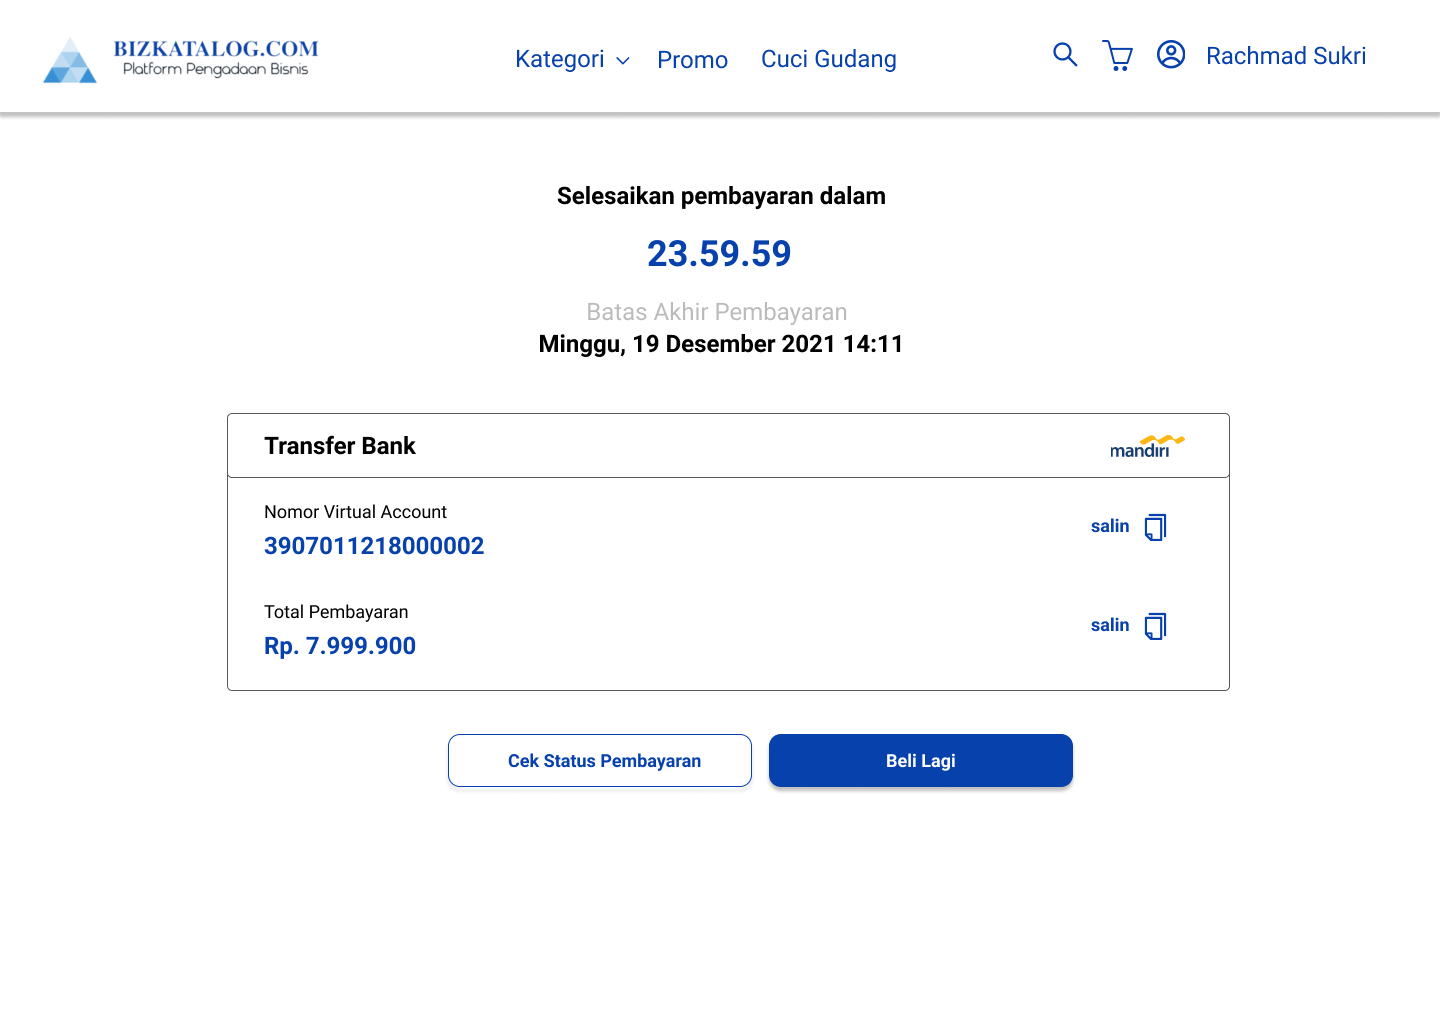 BIZKATALOG.COM
Platform Pengadaan Bisnis
Kategori
Promo
Cuci Gudang
Rachmad Sukri
Selesaikan pembayaran dalam
23.59.59
Batas Akhir Pembayaran
Minggu, 19 Desember 2021 14:11
Transfer Bank
mandırı
Nomor Virtual Account
3907011218000002
salin
Total Pembayaran
Rp. 7.999.900
salin
Cek Status Pembayaran
Beli Lagi